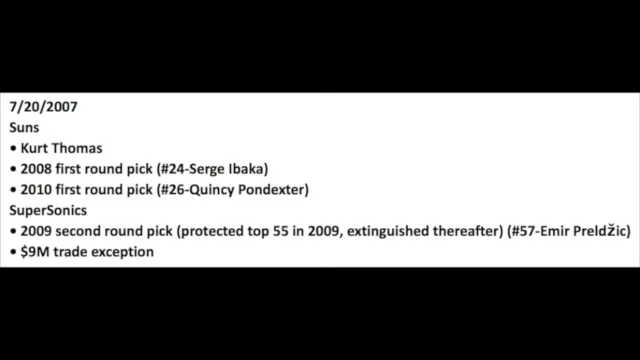 7/20/2007
Suns
• Kurt Thomas
• 2008 first round pick (#24-Serge Ibaka)
• 2010 first round pick (#26-Quincy Pondexter)
SuperSonics
• 2009 second round pick (protected top 55 in 2009, extinguished thereafter) (#57-Emir Preldžic)
• $9M trade exception